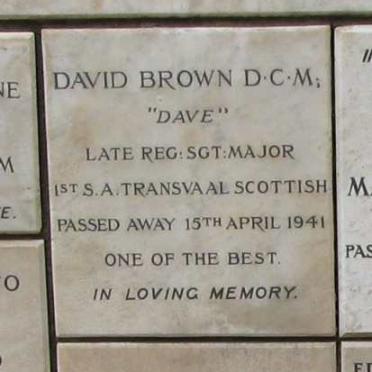 DAVID BROWN D·C·M;
"DAVE"
LATE REG: SGT: MAJOR
1ST S.A. TRANSVAAL SCOTTISH
PASSED AWAY 15TH APRIL 1941
ONE OF THE BEST.
IN LOVING MEMORY.